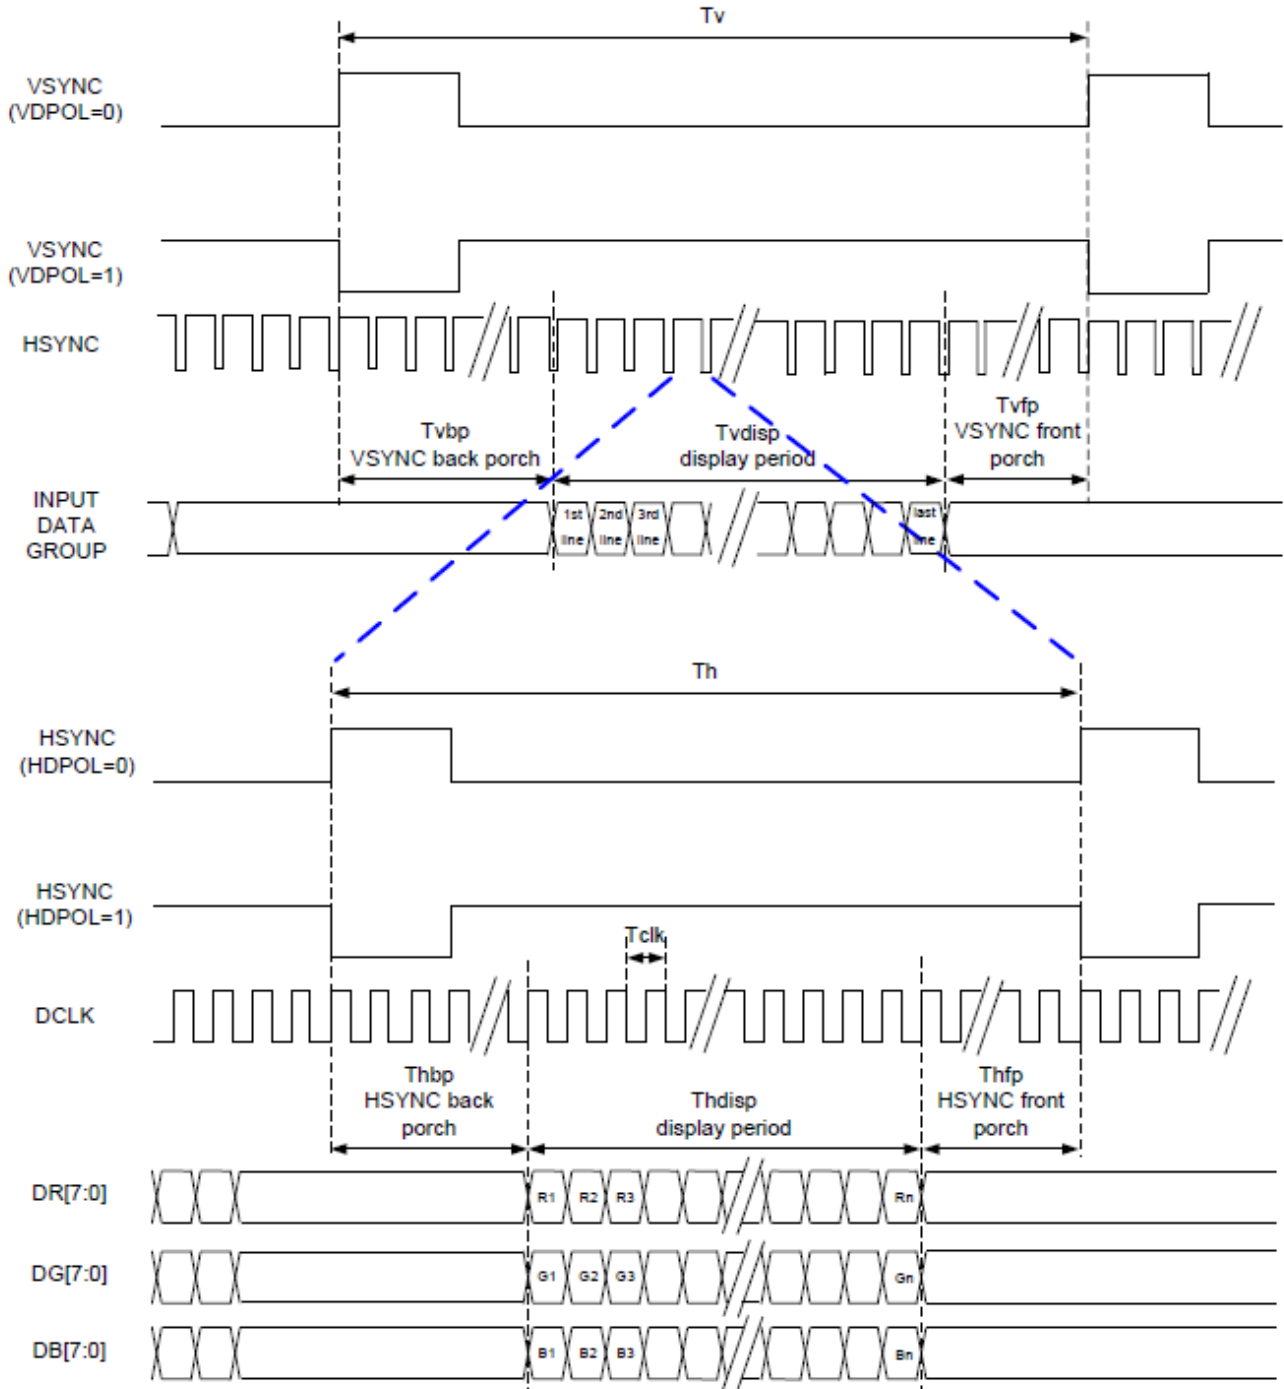 Tv
VSYNC
(VDPOL=0)
VSYNC
(VDPOL=1)
HSYNC
Tvbp
VSYNC back porch
Tvdisp
display period
Tvfp
VSYNC front
porch
INPUT
DATA
GROUP
1st
line
2nd
line
3rd
line
last
line
Th
HSYNC
(HDPOL=0)
HSYNC
(HDPOL=1)
Tclk
DCLK
Thbp
HSYNC back
porch
Thdisp
display period
Thfp
HSYNC front
porch
DR[7:0]
R1 R2 R3 Rn
DG[7:0]
G1 G2 G3 Gn
DB[7:0]
B1 B2 B3 Bn